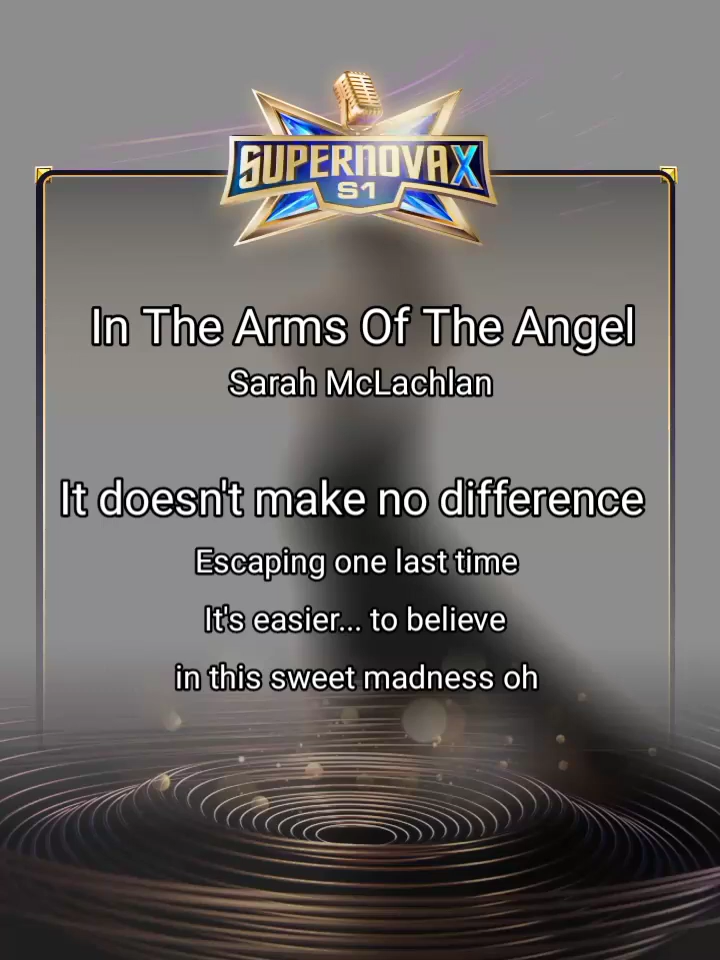 SUPERNOVA X
S1
In The Arms Of The Angel
Sarah McLachlan
It doesn't make no difference
Escaping one last time
It's easier... to believe
in this sweet madness oh